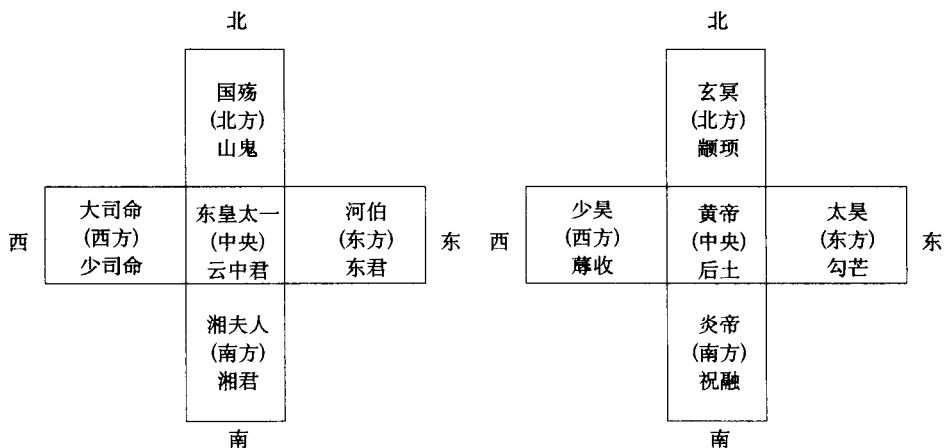 北
国殇
(北方)
山鬼
西
大司命
(西方)
少司命
东皇太一
(中央)
云中君
河伯
(东方)
东君
东
湘夫人
(南方)
湘君
南
北
玄冥
(北方)
颛顼
西
少昊
(西方)
蓐收
黄帝
(中央)
后土
太昊
(东方)
勾芒
东
炎帝
(南方)
祝融
南